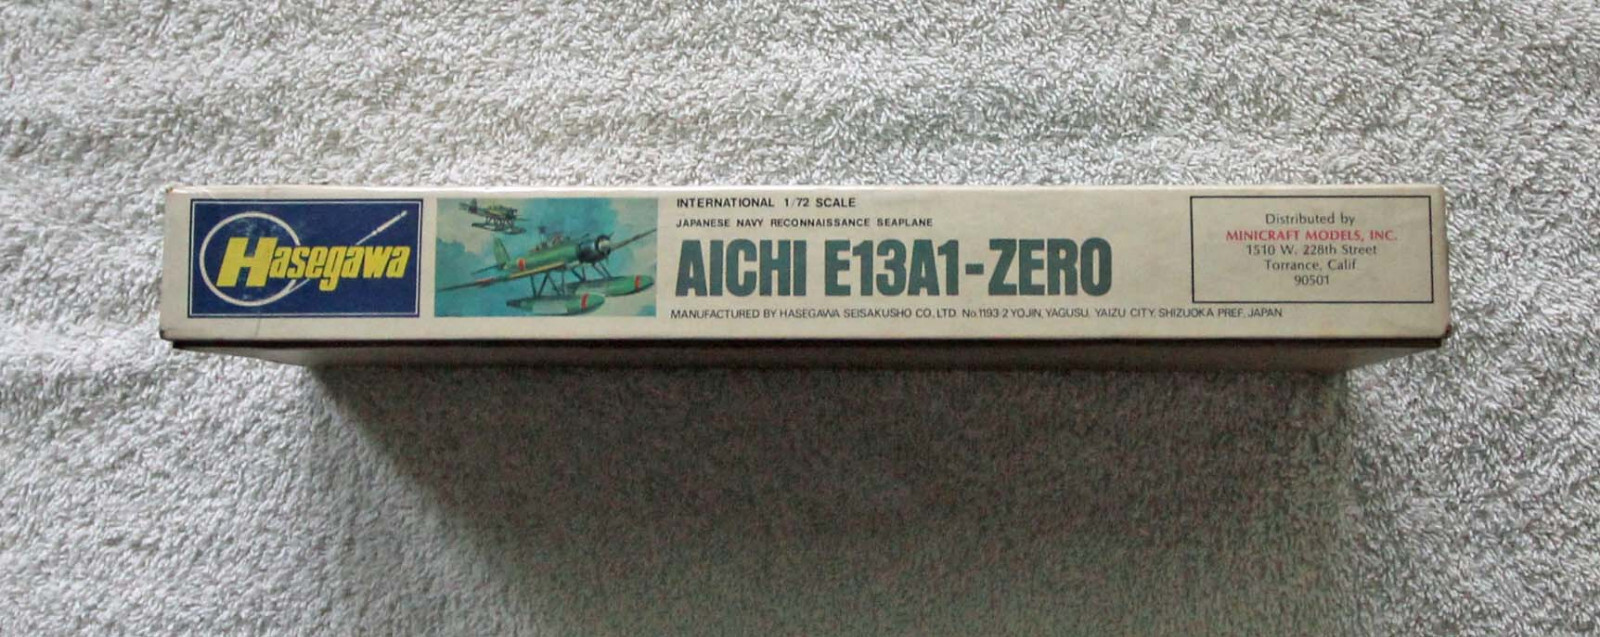 Hasegawa
INTERNATIONAL 1/72 SCALE
JAPANESE NAVY RECONNAISSANCE SEAPLANE
AICHI E13A1-ZERO
MANUFACTURED BY HASEGAWA SEISAKUSHO CO. LTD. No.1193-2 YOJIN, YAGUSU, YAIZU CITY, SHIZUOKA PREF. JAPAN
Distributed by
MINICRAFT MODELS, INC.
1510 W. 228th Street
Torrance, Calif.
90501